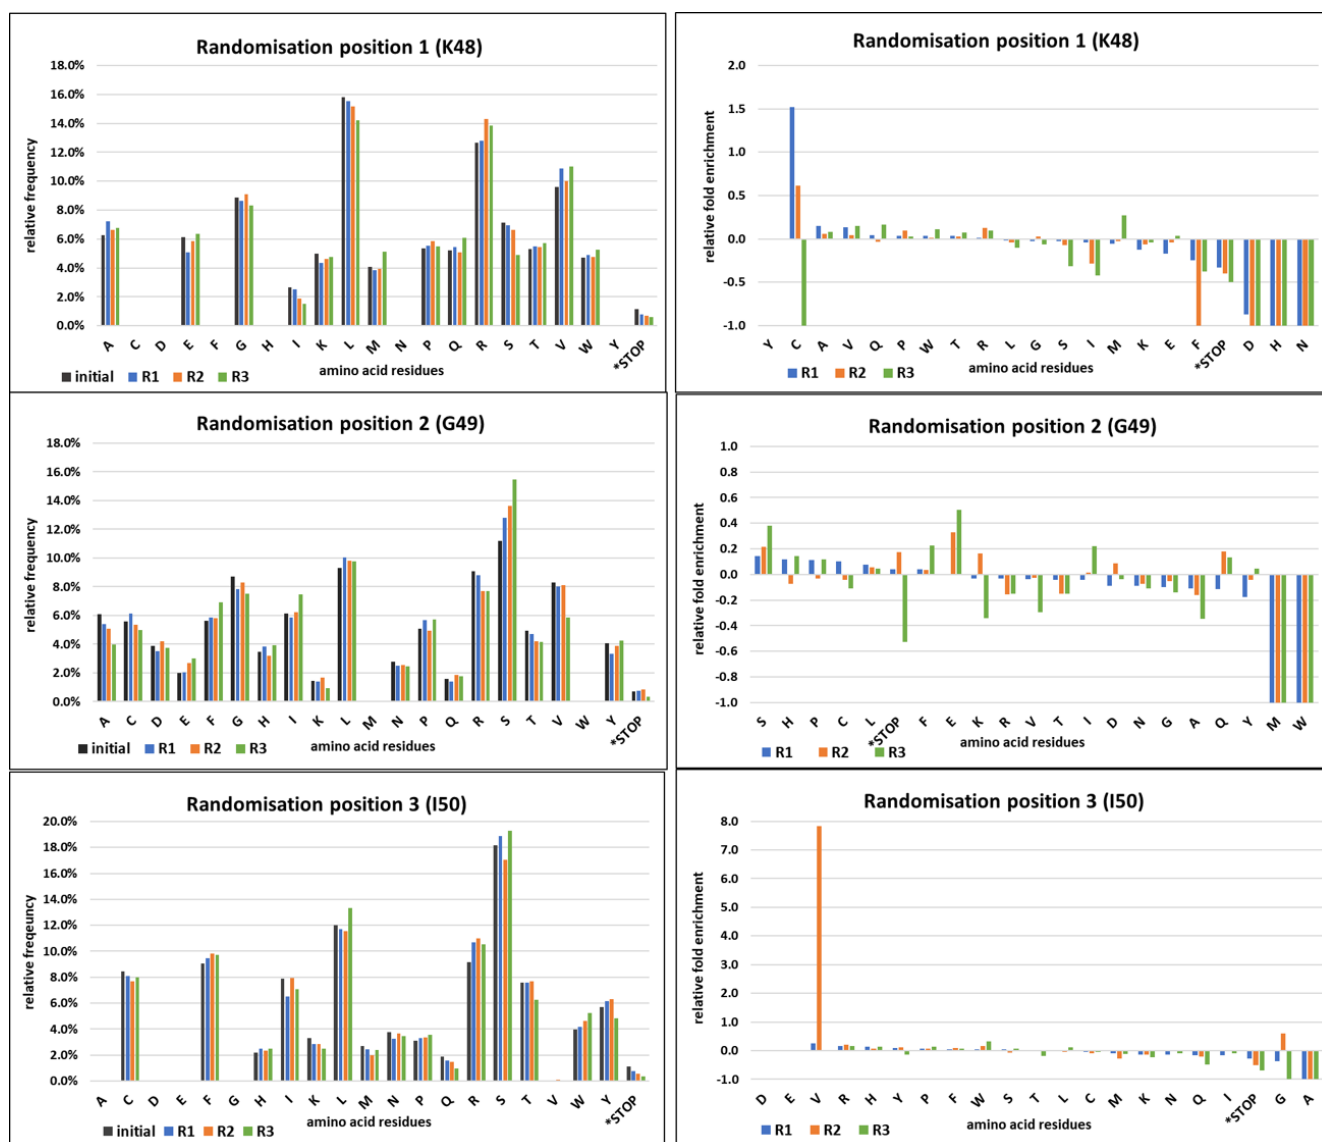 Randomisation position 1 (K48)
relative frequency
18.0%
16.0%
14.0%
12.0%
10.0%
8.0%
6.0%
4.0%
2.0%
0.0%
A C D E F G H I K L M N P Q R S T V W Y *STOP
amino acid residues
initial R1 R2 R3
Randomisation position 1 (K48)
relative fold enrichment
2.0
1.5
1.0
0.5
0.0
-0.5
-1.0
Y C A V Q P W T R L G S I M K E F *STOP D H N
amino acid residues
R1 R2 R3
Randomisation position 2 (G49)
relative frequency
18.0%
16.0%
14.0%
12.0%
10.0%
8.0%
6.0%
4.0%
2.0%
0.0%
A C D E F G H I K L M N P Q R S T V W Y *STOP
amino acid residues
initial R1 R2 R3
Randomisation position 2 (G49)
relative fold enrichment
1.0
0.8
0.6
0.4
0.2
0.0
-0.2
-0.4
-0.6
-0.8
-1.0
S H P C L *STOP F E K R V T I D N G A Q Y M W
amino acid residues
R1 R2 R3
Randomisation position 3 (I50)
relative freqeuncy
20.0%
18.0%
16.0%
14.0%
12.0%
10.0%
8.0%
6.0%
4.0%
2.0%
0.0%
A C D E F G H I K L M N P Q R S T V W Y *STOP
amino acid residues
initial R1 R2 R3
Randomisation position 3 (I50)
relative fold enrichment
8.0
7.0
6.0
5.0
4.0
3.0
2.0
1.0
0.0
-1.0
D E V R H Y P F W S T L C M K N Q I *STOP G A
amino acid residues
R1 R2 R3